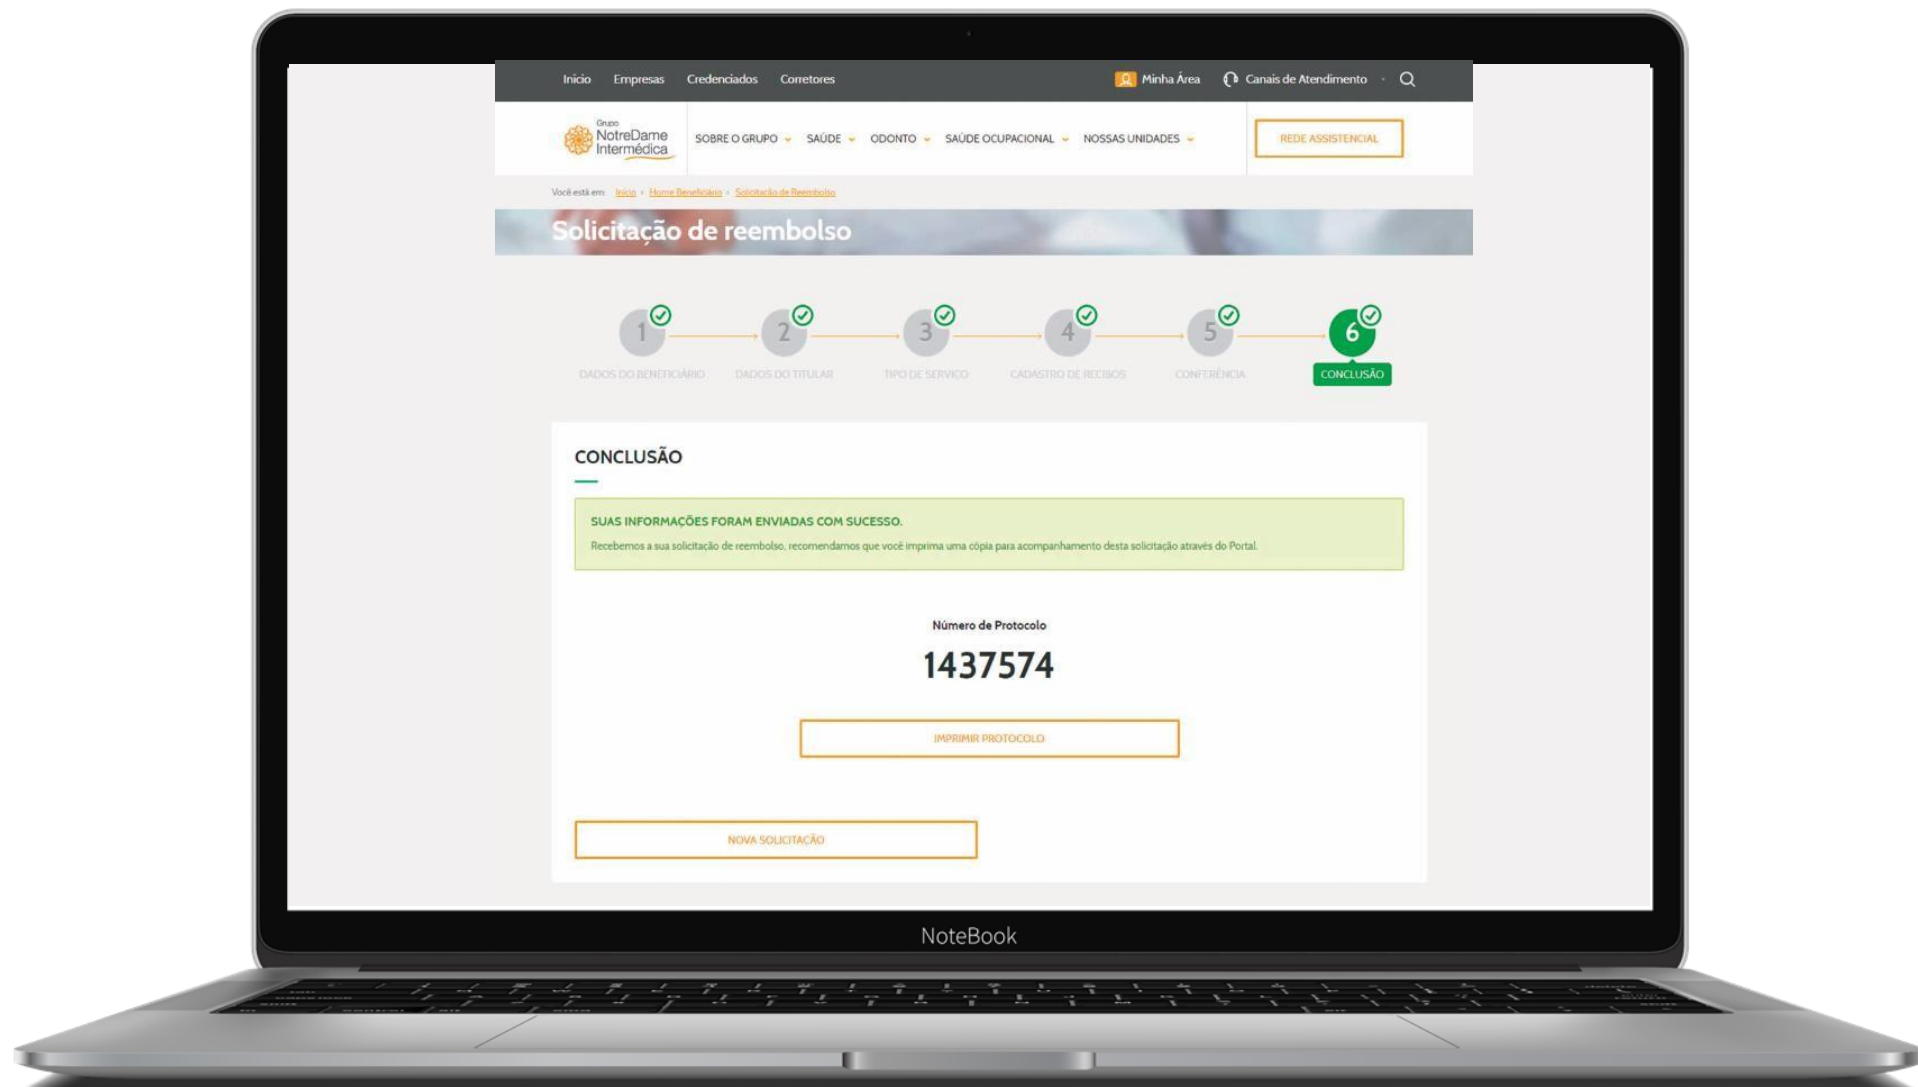 Inicio Empresas Credenciados Corretores Minha Área Canais de Atendimento
Grupo
NotreDame
Intermédica
SOBRE O GRUPO SAÚDE ODONTO SAÚDE OCUPACIONAL NOSSAS UNIDADES REDE ASSISTENCIAL
Você está em: Início Home Beneficiário Solicitação de Reembolso
Solicitação de reembolso
1 2 3 4 5 6
DADOS DO BENEFICIÁRIO DADOS DO TITULAR TIPO DE SERVIÇO CADASTRO DE RECIBOS CONFERÊNCIA CONCLUSÃO
CONCLUSÃO
SUAS INFORMAÇÕES FORAM ENVIADAS COM SUCESSO.
Recebemos a sua solicitação de reembolso, recomendamos que você imprima uma cópia para acompanhamento desta solicitação através do Portal.
Número de Protocolo
1437574
IMPRIMIR PROTOCOLO
NOVA SOLICITAÇÃO
NoteBook